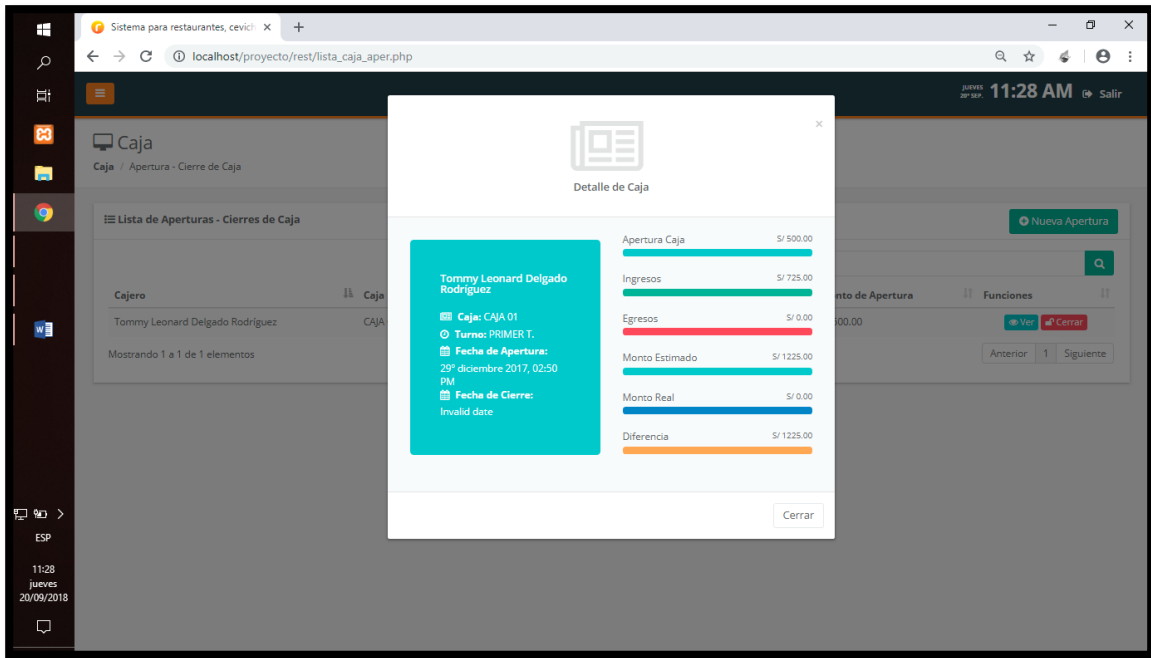 Sistema para restaurantes, cevich
localhost/proyecto/rest/lista_caja_aper.php
JUEVES
20º SEP.
11:28 AM
Salir
Caja
Caja / Apertura - Cierre de Caja
Lista de Aperturas - Cierres de Caja
Nueva Apertura
Cajero
Caja
nto de Apertura
Funciones
Tommy Leonard Delgado Rodríguez
CAJA
500.00
Ver
Cerrar
Mostrando 1 a 1 de 1 elementos
Anterior 1 Siguiente
Detalle de Caja
Tommy Leonard Delgado
Rodríguez
Caja: CAJA 01
Turno: PRIMER T.
Fecha de Apertura:
29º diciembre 2017, 02:50
PM
Fecha de Cierre:
Invalid date
Apertura Caja S/ 500.00
Ingresos S/ 725.00
Egresos S/ 0.00
Monto Estimado S/ 1225.00
Monto Real S/ 0.00
Diferencia S/ 1225.00
Cerrar
ESP
11:28
jueves
20/09/2018